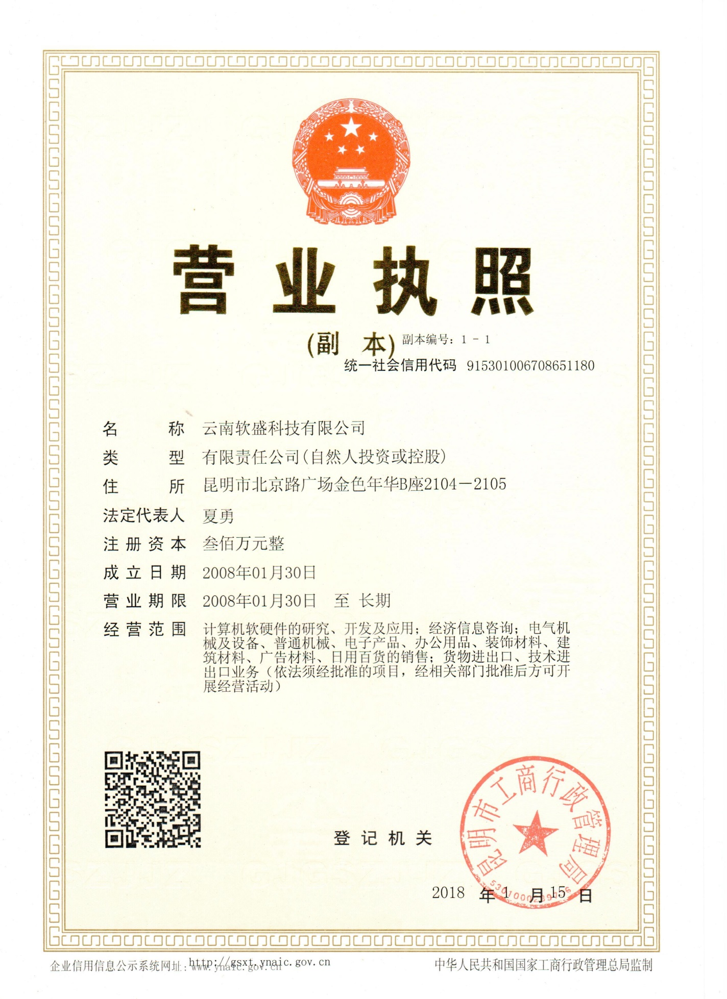 营业执照
(副 本) 副本编号：1－1
统一社会信用代码 915301006708651180
名称 云南软盛科技有限公司
类型 有限责任公司(自然人投资或控股)
住所 昆明市北京路广场金色年华B座2104－2105
法定代表人 夏勇
注册资本 叁佰万元整
成立日期 2008年01月30日
营业期限 2008年01月30日 至 长期
经营范围 计算机软硬件的研究、开发及应用；经济信息咨询；电气机
械及设备、普通机械、电子产品、办公用品、装饰材料、建
筑材料、广告材料、日用百货的销售；货物进出口、技术进
出口业务（依法须经批准的项目，经相关部门批准后方可开
展经营活动）
昆明市工商行政管理局
登记机关
2018 年 1 月 15 日
企业信用信息公示系统网址：www.ynaic.gov.cn
http://gsxt.ynaic.gov.cn
中华人民共和国国家工商行政管理总局监制